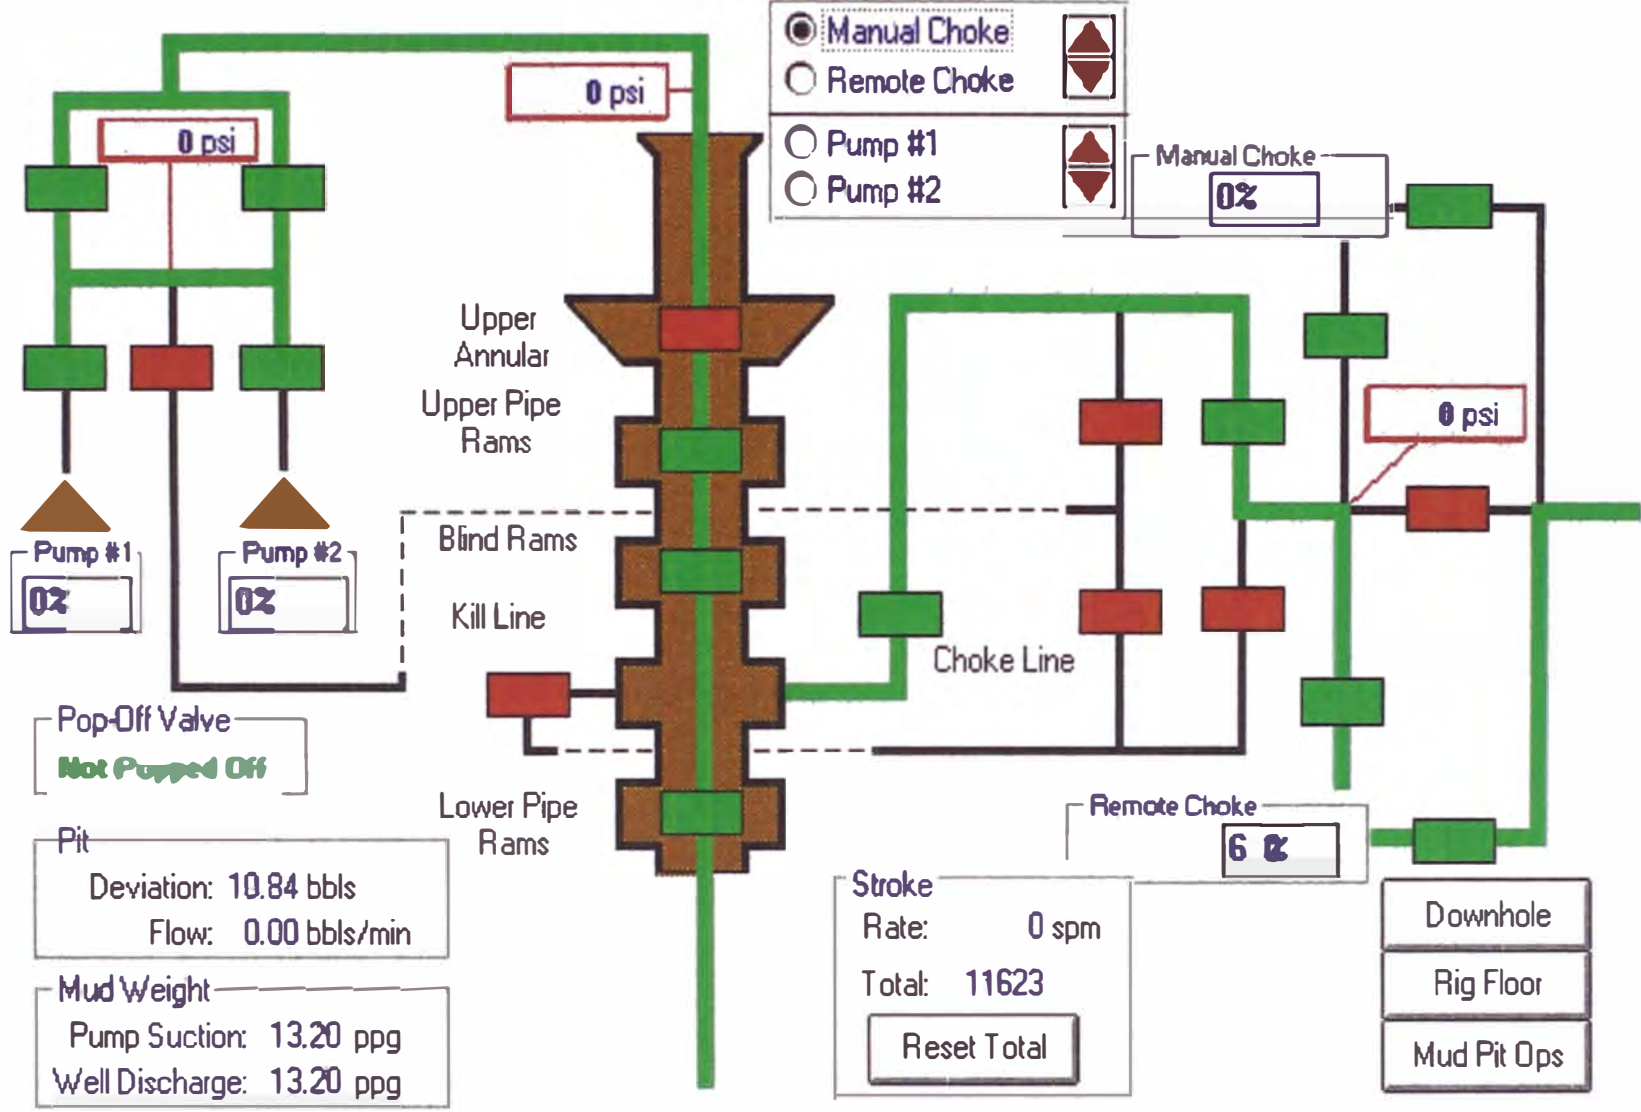 Manual Choke
Remote Choke
0 psi
0 psi
Pump #1
Pump #2
Manual Choke
0%
Upper
Annular
Upper Pipe
Rams
0 psi
Blind Rams
Pump #1
0%
Pump #2
0%
Kill Line
Choke Line
Pop-Off Valve
Not Popped Off
Lower Pipe
Rams
Remote Choke
Pit
Deviation: 10.84 bbls
Flow: 0.00 bbls/min
Stroke
Rate: 0 spm
Total: 11623
Reset Total
Downhole
Rig Floor
Mud Pit Ops
Mud Weight
Pump Suction: 13.20 ppg
Well Discharge: 13.20 ppg